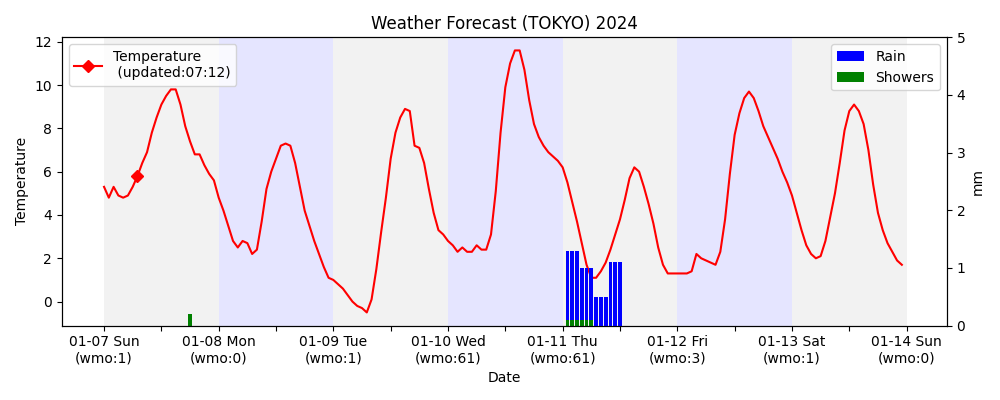 Weather Forecast (TOKYO) 2024
Temperature
(updated:07:12)
Rain
Showers
12
10
8
6
4
2
0
Temperature
5
4
3
2
1
0
mm
01-07 Sun
(wmo:1)
01-08 Mon
(wmo:0)
01-09 Tue
(wmo:1)
01-10 Wed
(wmo:61)
01-11 Thu
(wmo:61)
01-12 Fri
(wmo:3)
01-13 Sat
(wmo:1)
01-14 Sun
(wmo:0)
Date